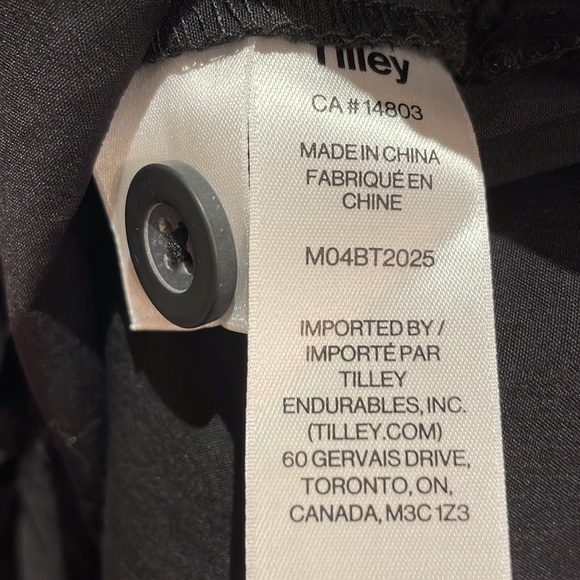 Tilley
CA # 14803
MADE IN CHINA
FABRIQUÉ EN
CHINE
M04BT2025
IMPORTED BY /
IMPORTÉ PAR
TILLEY
ENDURABLES, INC.
(TILLEY.COM)
60 GERVAIS DRIVE,
TORONTO, ON,
CANADA, M3C 1Z3